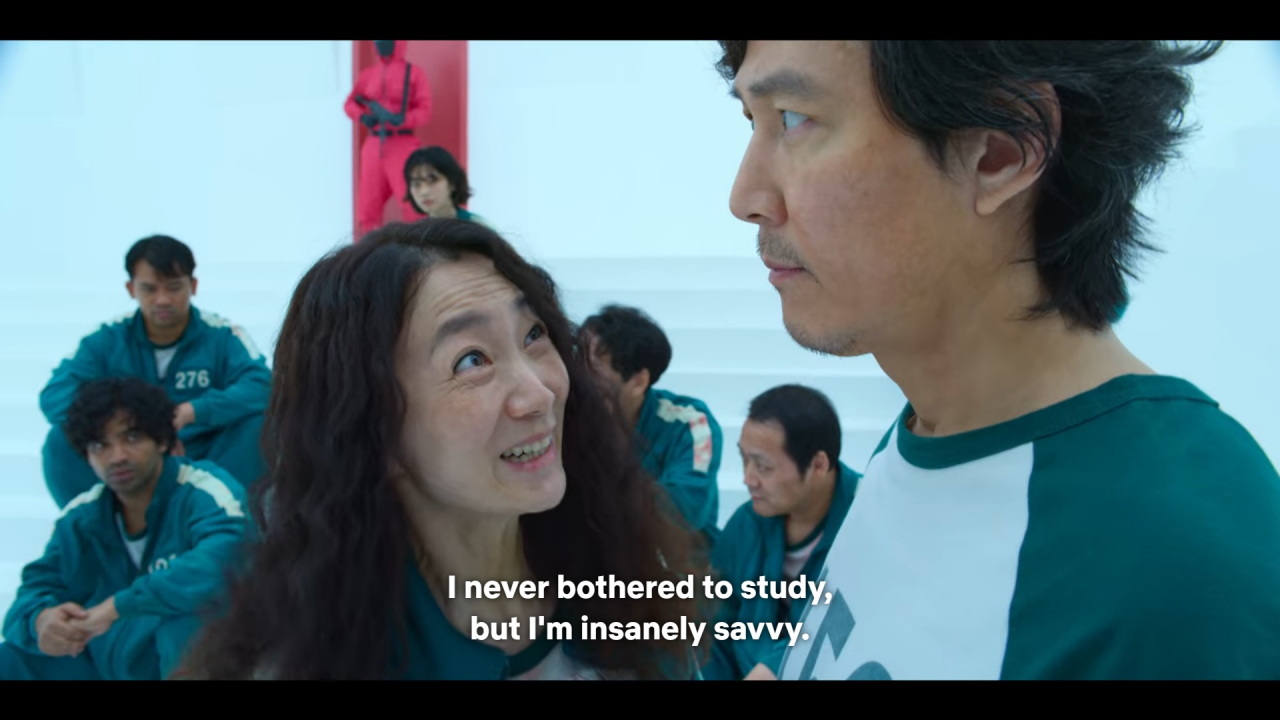 276
I never bothered to study,
but I'm insanely savvy.